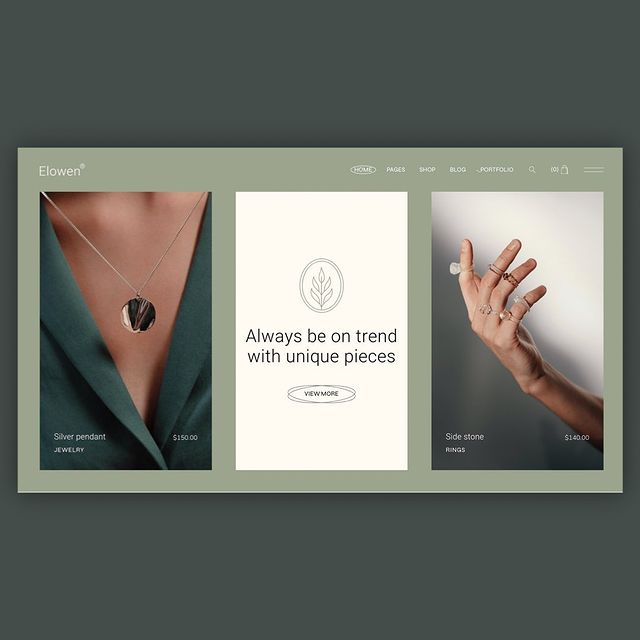 Elowen®
HOME PAGES SHOP BLOG PORTFOLIO (0)
Always be on trend
with unique pieces
VIEW MORE
Silver pendant $150.00
JEWELRY
Side stone $140.00
RINGS